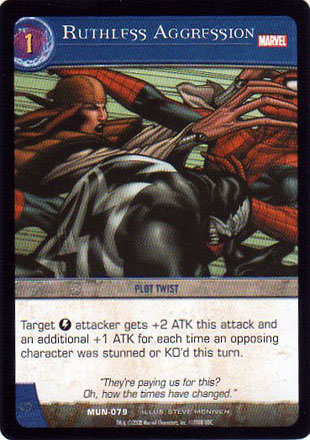 1
RUTHLESS AGGRESSION
MARVEL
PLOT TWIST
Target attacker gets +2 ATK this attack and
an additional +1 ATK for each time an opposing
character was stunned or KO'd this turn.
"They're paying us for this?
Oh, how the times have changed."
MUN-079 ILLUS: STEVE MCNIVEN